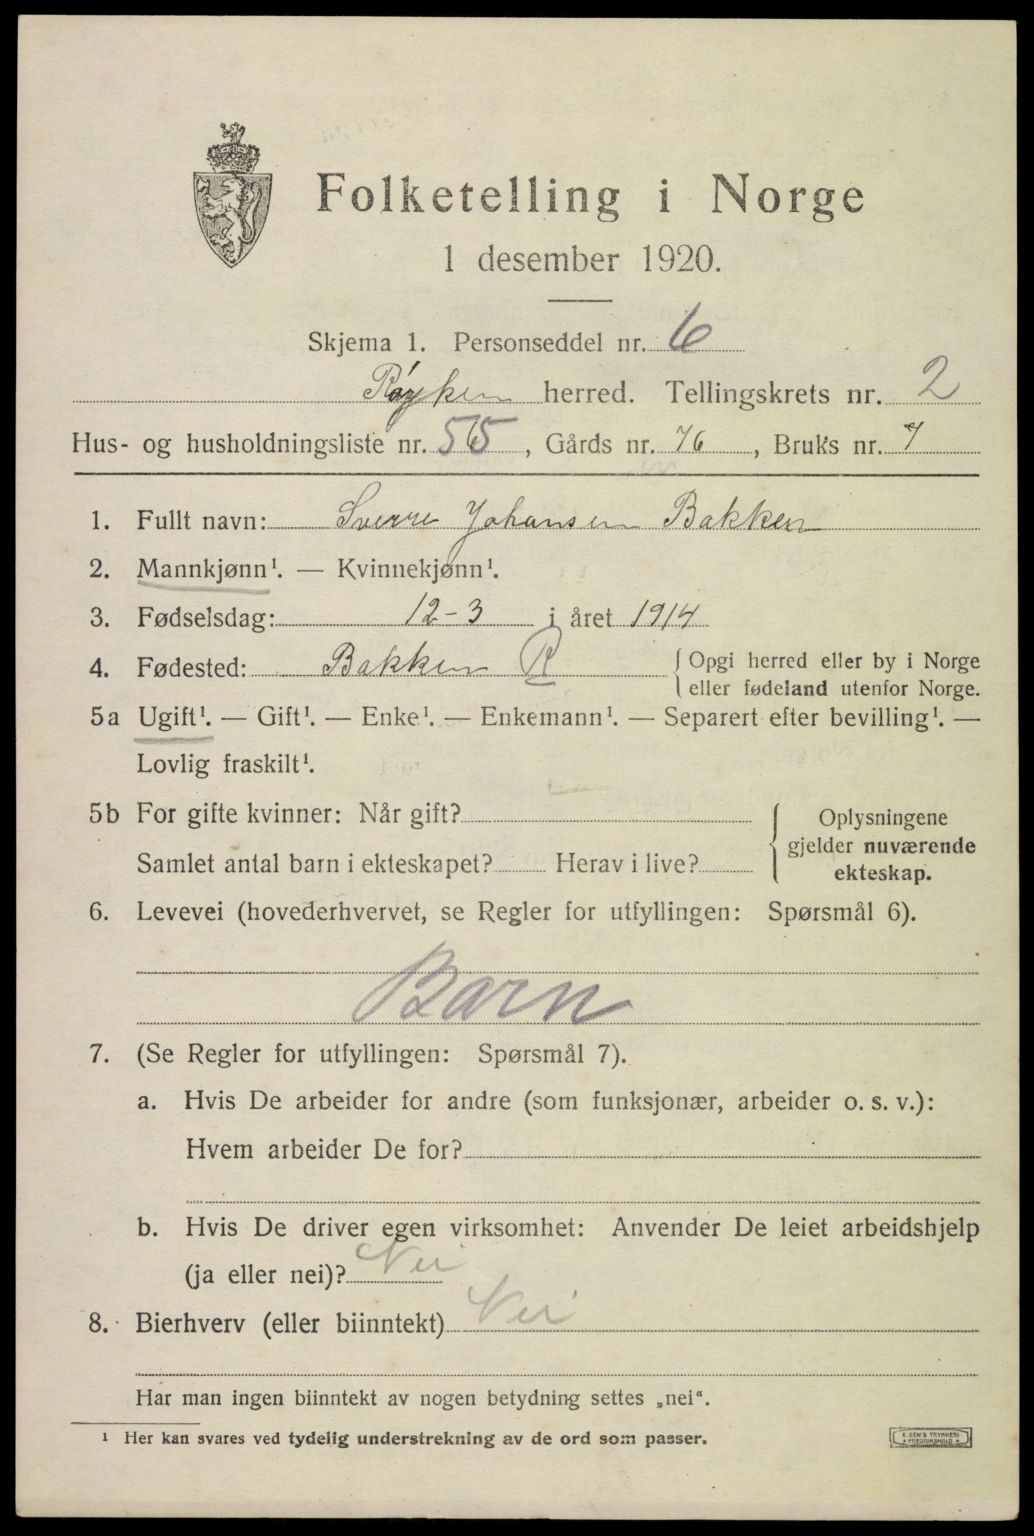 Folketelling i Norge
1 desember 1920.
Skjema 1. Personseddel nr. 6
Røyken herred. Tellingskrets nr. 2
Hus- og husholdningsliste nr. 55, Gårds nr. 76, Bruks nr. 7
1. Fullt navn: Sverre Johansen Bakken
2. Mannkjønn¹. — Kvinnekjønn¹.
3. Fødselsdag: 12-3 i året 1914
4. Fødested: Bakken R { Opgi herred eller by i Norge
eller fødeland utenfor Norge.
5a Ugift¹. — Gift¹. — Enke¹. — Enkemann¹. — Separert efter bevilling¹. —
Lovlig fraskilt¹.
5b For gifte kvinner: Når gift?
Samlet antal barn i ekteskapet? Herav i live?
Oplysningene
gjelder nuværende
ekteskap.
6. Levevei (hovederhvervet, se Regler for utfyllingen: Spørsmål 6).
Barn
7. (Se Regler for utfyllingen: Spørsmål 7).
a. Hvis De arbeider for andre (som funksjonær, arbeider o. s. v.):
Hvem arbeider De for?
b. Hvis De driver egen virksomhet: Anvender De leiet arbeidshjelp
(ja eller nei)? Nei
8. Bierhverv (eller biinntekt) Nei
Har man ingen biinntekt av nogen betydning settes „nei“.
¹ Her kan svares ved tydelig understrekning av de ord som passer.
E. SEM'S TRYKKERI
FREDRIKSHALD